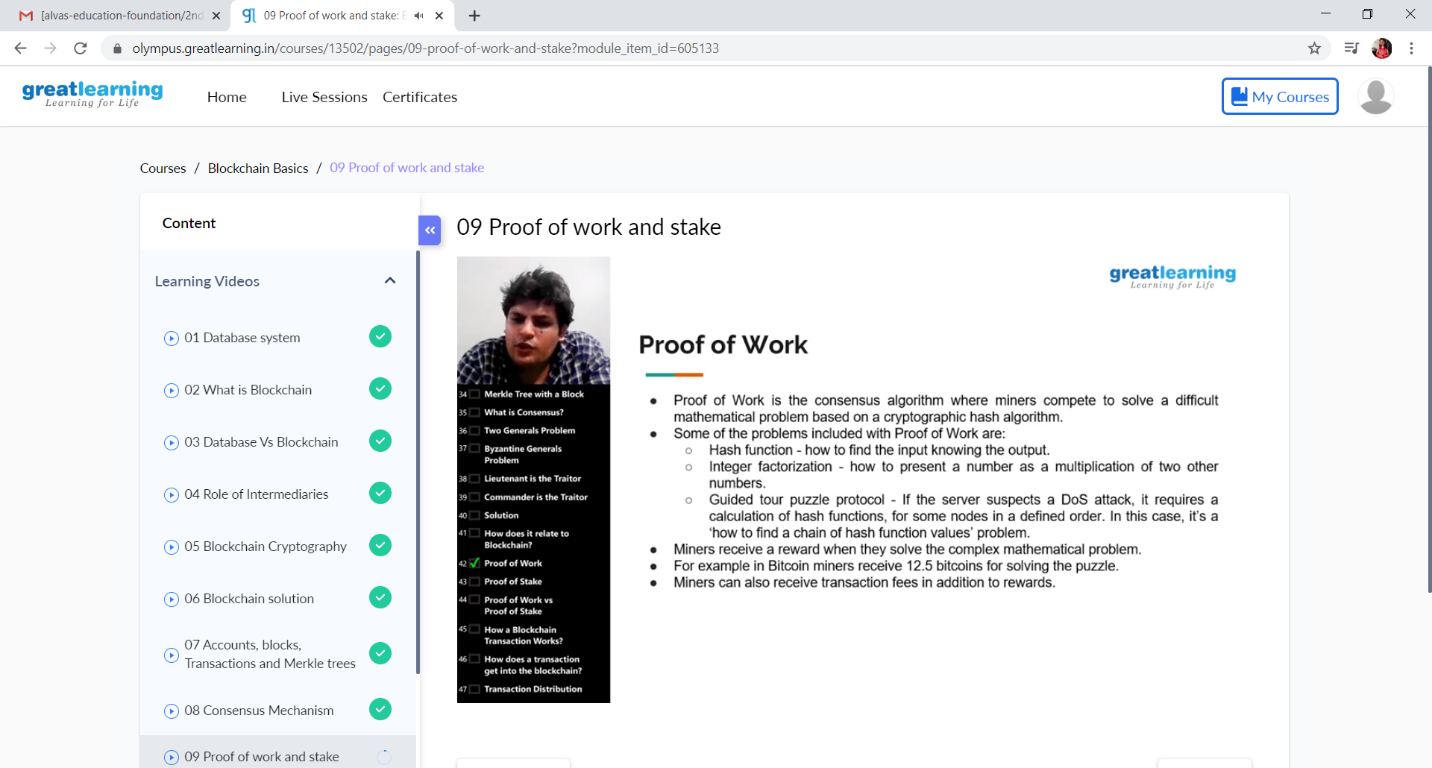 [alvas-education-foundation/2nd
09 Proof of work and stake: B
olympus.greatlearning.in/courses/13502/pages/09-proof-of-work-and-stake?module_item_id=605133
greatlearning
Learning for Life
Home
Live Sessions
Certificates
My Courses
Courses / Blockchain Basics / 09 Proof of work and stake
Content
Learning Videos
01 Database system
02 What is Blockchain
03 Database Vs Blockchain
04 Role of Intermediaries
05 Blockchain Cryptography
06 Blockchain solution
07 Accounts, blocks,
Transactions and Merkle trees
08 Consensus Mechanism
09 Proof of work and stake
09 Proof of work and stake
34 Merkle Tree with a Block
35 What is Consensus?
36 Two Generals Problem
37 Byzantine Generals
Problem
38 Lieutenant is the Traitor
39 Commander is the Traitor
40 Solution
41 How does it relate to
Blockchain?
42 Proof of Work
43 Proof of Stake
44 Proof of Work vs
Proof of Stake
45 How a Blockchain
Transaction Works?
46 How does a transaction
get into the blockchain?
47 Transaction Distribution
greatlearning
Learning for Life
Proof of Work
● Proof of Work is the consensus algorithm where miners compete to solve a difficult
mathematical problem based on a cryptographic hash algorithm.
● Some of the problems included with Proof of Work are:
○ Hash function - how to find the input knowing the output.
○ Integer factorization - how to present a number as a multiplication of two other
numbers.
○ Guided tour puzzle protocol - If the server suspects a DoS attack, it requires a
calculation of hash functions, for some nodes in a defined order. In this case, it's a
'how to find a chain of hash function values' problem.
● Miners receive a reward when they solve the complex mathematical problem.
● For example in Bitcoin miners receive 12.5 bitcoins for solving the puzzle.
● Miners can also receive transaction fees in addition to rewards.